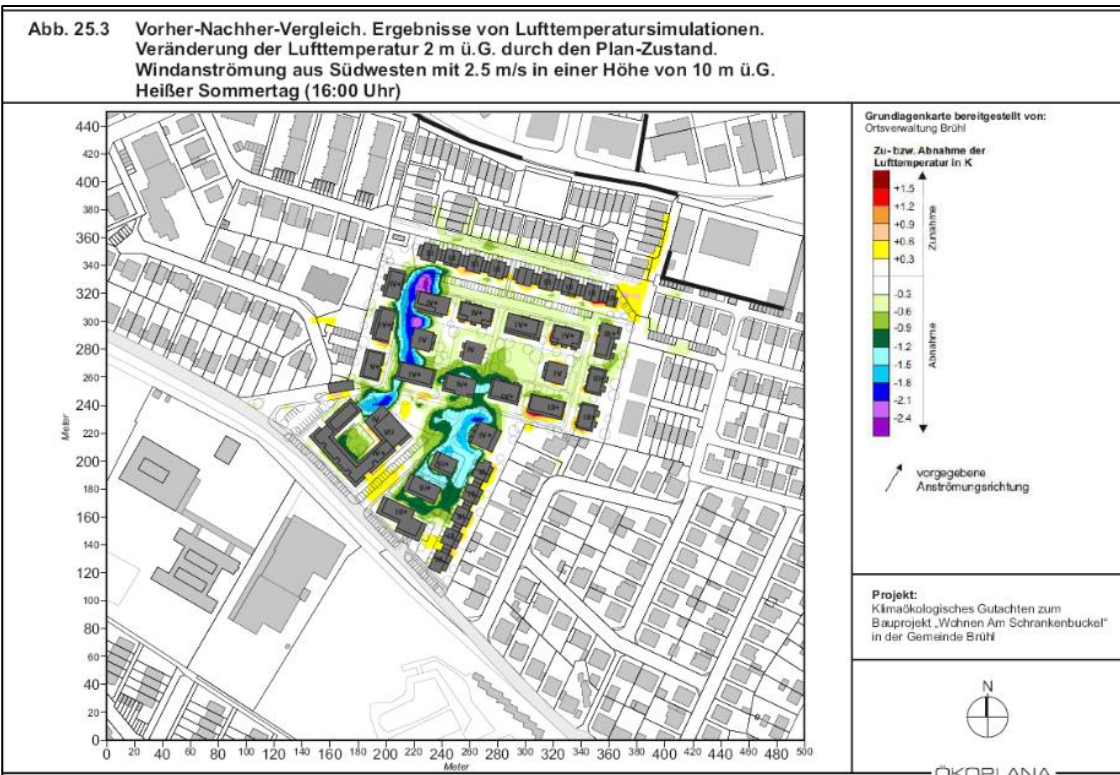 Abb. 25.3 Vorher-Nachher-Vergleich. Ergebnisse von Lufttemperatursimulationen.
Veränderung der Lufttemperatur 2 m ü.G. durch den Plan-Zustand.
Windanströmung aus Südwesten mit 2.5 m/s in einer Höhe von 10 m ü.G.
Heißer Sommertag (16:00 Uhr)
Grundlagenkarte bereitgestellt von:
Ortsverwaltung Brühl
Zu- bzw. Abnahme der
Lufttemperatur in K
+1.5
+1.2
+0.9
+0.6
+0.3
-0.3
-0.6
-0.9
-1.2
-1.5
-1.8
-2.1
-2.4
Zunahme
Abnahme
vorgegebene
Anströmungsrichtung
Projekt:
Klimaökologisches Gutachten zum
Bauprojekt „Wohnen Am Schrankenbuckel"
in der Gemeinde Brühl
N
ÖKOPLANA
440
420
400
380
360
340
320
300
280
260
240
220
200
180
160
140
120
100
80
60
40
20
0
Meter
0 20 40 60 80 100 120 140 160 180 200 220 240 260 280 300 320 340 360 380 400 420 440 460 480 500
Meter